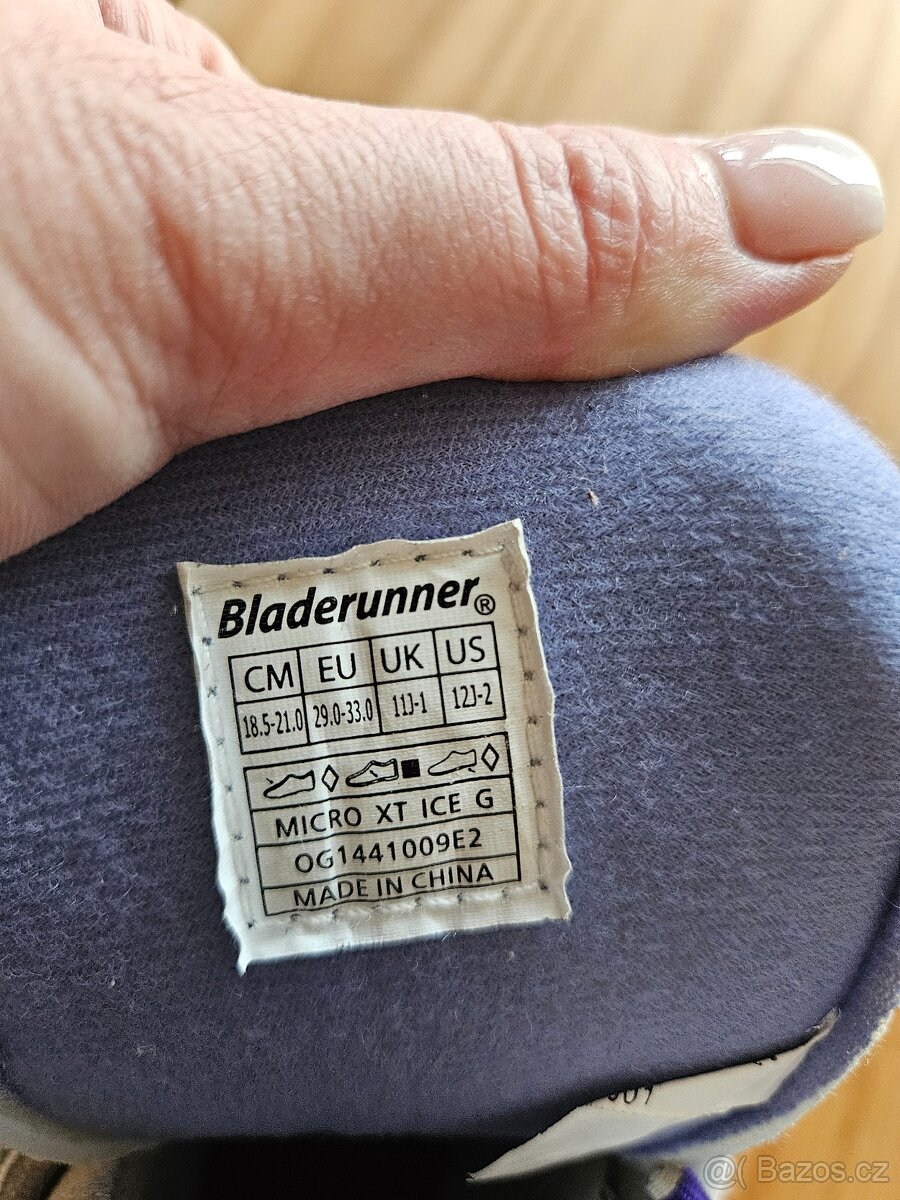 Bladerunner®
CM EU UK US
18.5-21.0 29.0-33.0 11J-1 12J-2
MICRO XT ICE G
OG1441009E2
MADE IN CHINA
@( Bazos.cz